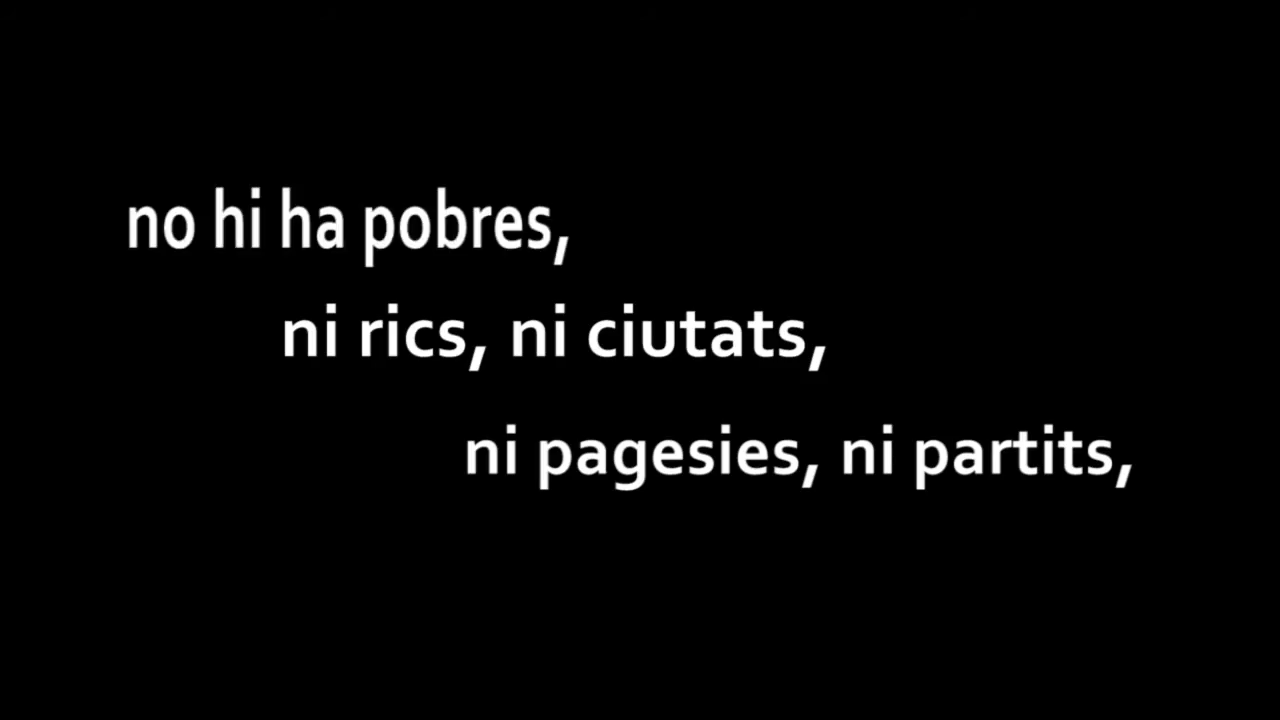 no hi ha pobres,
ni rics, ni ciutats,
ni pagesies, ni partits,